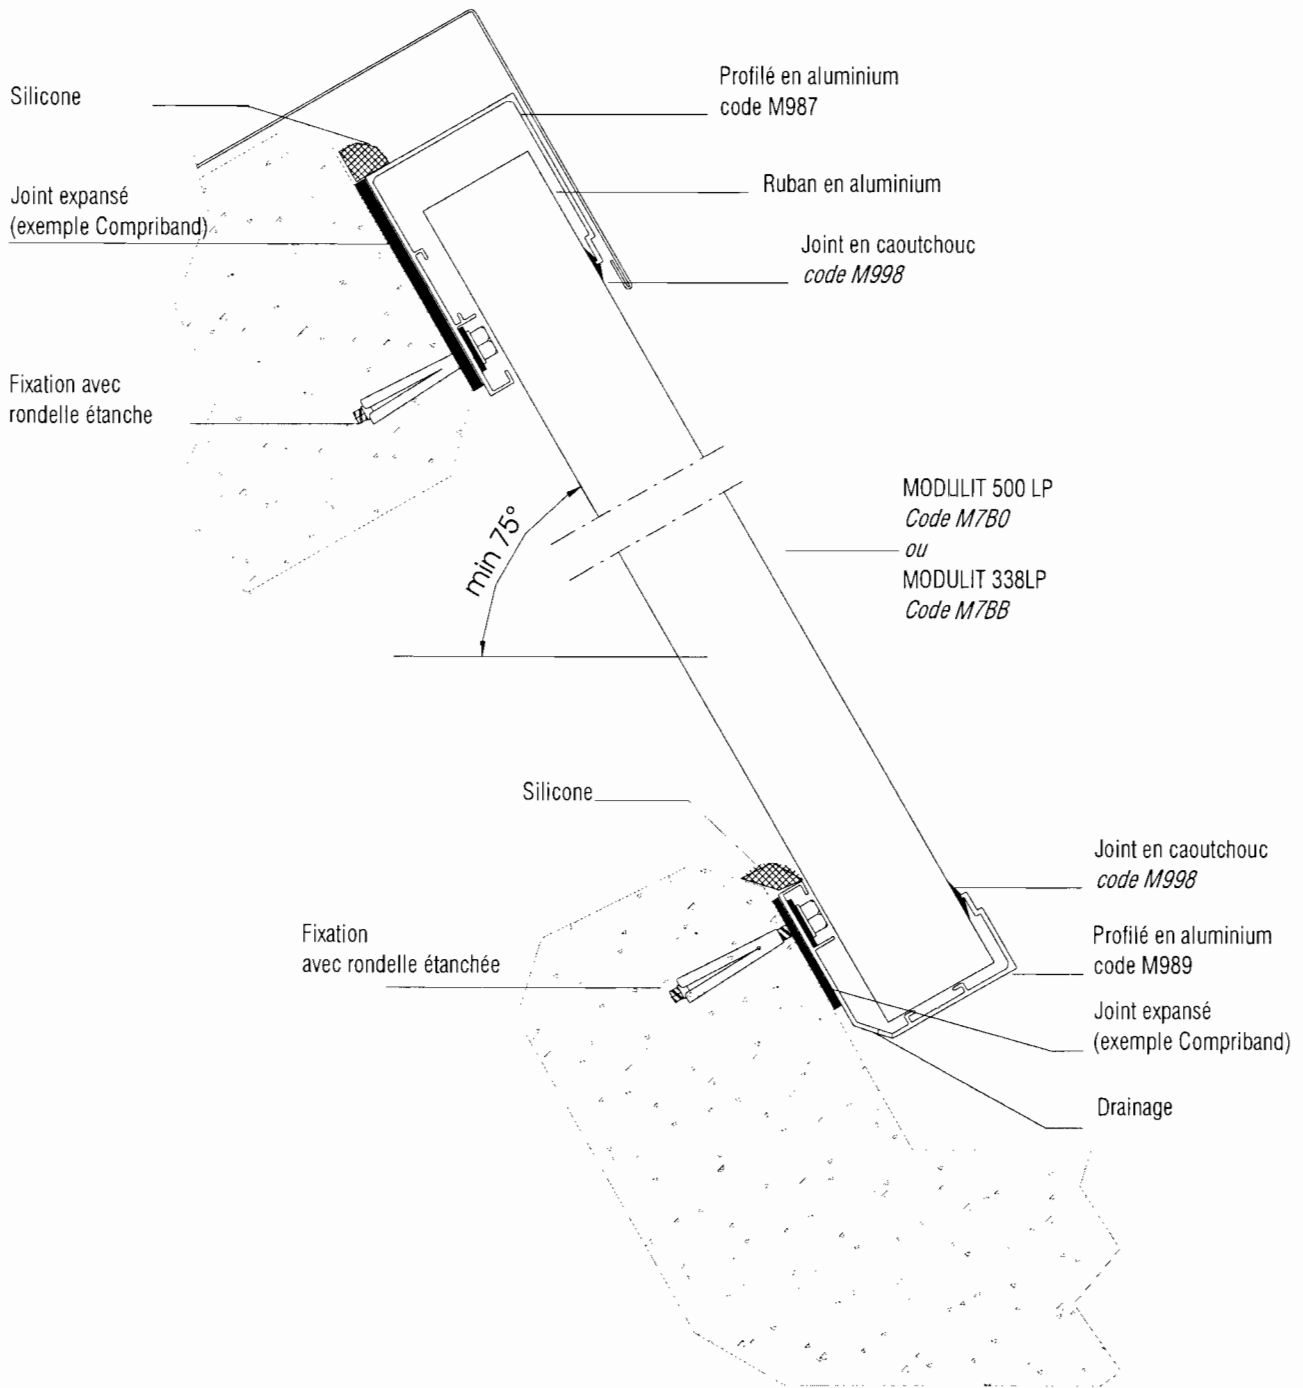 Silicone
Profilé en aluminium
code M987
Joint expansé
(exemple Compriband)
Ruban en aluminium
Joint en caoutchouc
code M998
Fixation avec
rondelle étanche
MODULIT 500 LP
Code M7B0
ou
MODULIT 338LP
Code M7BB
min 75°
Silicone
Joint en caoutchouc
code M998
Fixation
avec rondelle étanchée
Profilé en aluminium
code M989
Joint expansé
(exemple Compriband)
Drainage